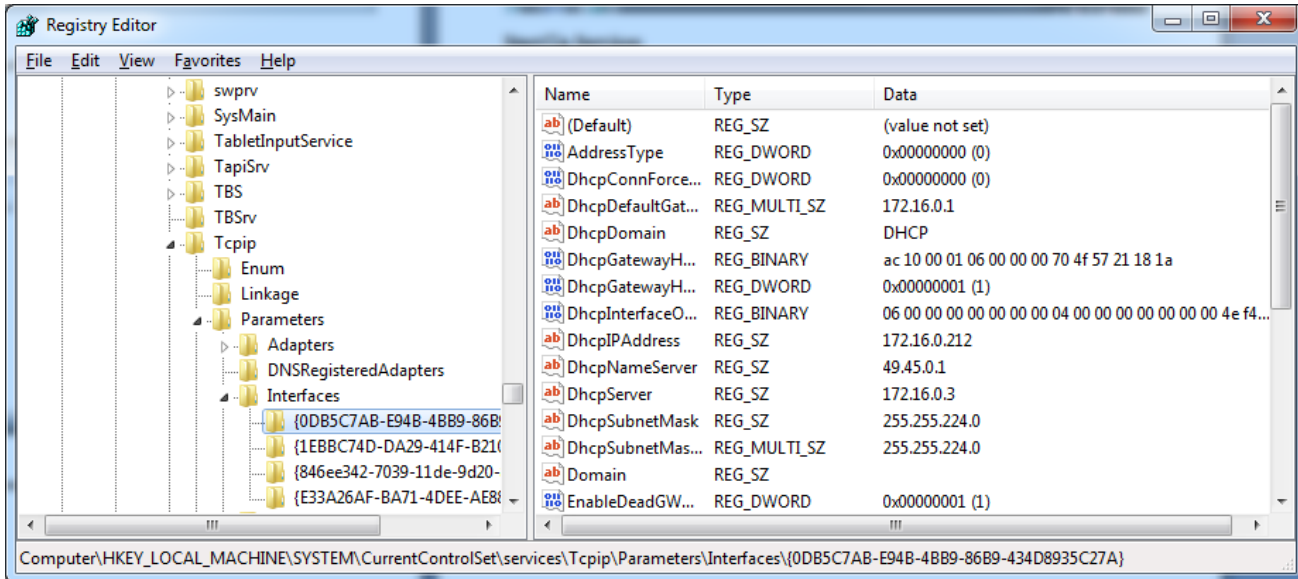 Registry Editor
File Edit View Favorites Help
swprv
SysMain
TabletInputService
TapiSrv
TBS
TBSrv
Tcpip
Enum
Linkage
Parameters
Adapters
DNSRegisteredAdapters
Interfaces
{0DB5C7AB-E94B-4BB9-86B9
{1EBBC74D-DA29-414F-B210
{846ee342-7039-11de-9d20-
{E33A26AF-BA71-4DEE-AE88
Name Type Data
(Default) REG_SZ (value not set)
AddressType REG_DWORD 0x00000000 (0)
DhcpConnForce... REG_DWORD 0x00000000 (0)
DhcpDefaultGat... REG_MULTI_SZ 172.16.0.1
DhcpDomain REG_SZ DHCP
DhcpGatewayH... REG_BINARY ac 10 00 01 06 00 00 00 70 4f 57 21 18 1a
DhcpGatewayH... REG_DWORD 0x00000001 (1)
DhcpInterfaceO... REG_BINARY 06 00 00 00 00 00 00 00 04 00 00 00 00 00 00 00 4e f4...
DhcpIPAddress REG_SZ 172.16.0.212
DhcpNameServer REG_SZ 49.45.0.1
DhcpServer REG_SZ 172.16.0.3
DhcpSubnetMask REG_SZ 255.255.224.0
DhcpSubnetMas... REG_MULTI_SZ 255.255.224.0
Domain REG_SZ
EnableDeadGW... REG_DWORD 0x00000001 (1)
Computer\HKEY_LOCAL_MACHINE\SYSTEM\CurrentControlSet\services\Tcpip\Parameters\Interfaces\{0DB5C7AB-E94B-4BB9-86B9-434D8935C27A}